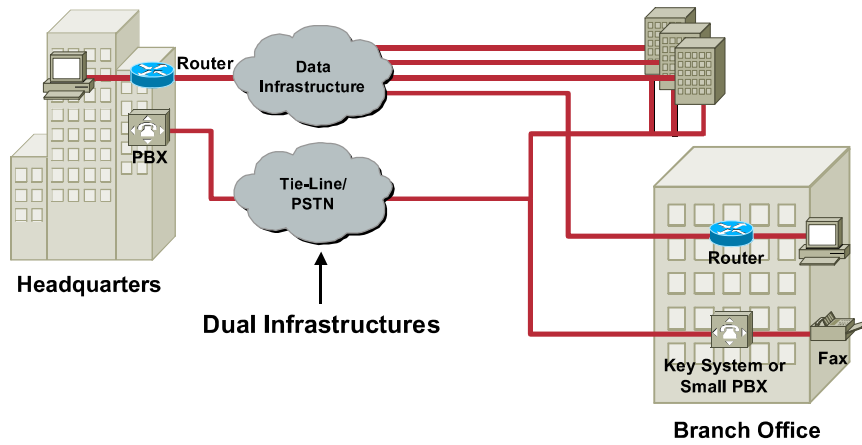 Router
Data
Infrastructure
PBX
Tie-Line/
PSTN
Headquarters
Dual Infrastructures
Router
Key System or
Small PBX
Fax
Branch Office